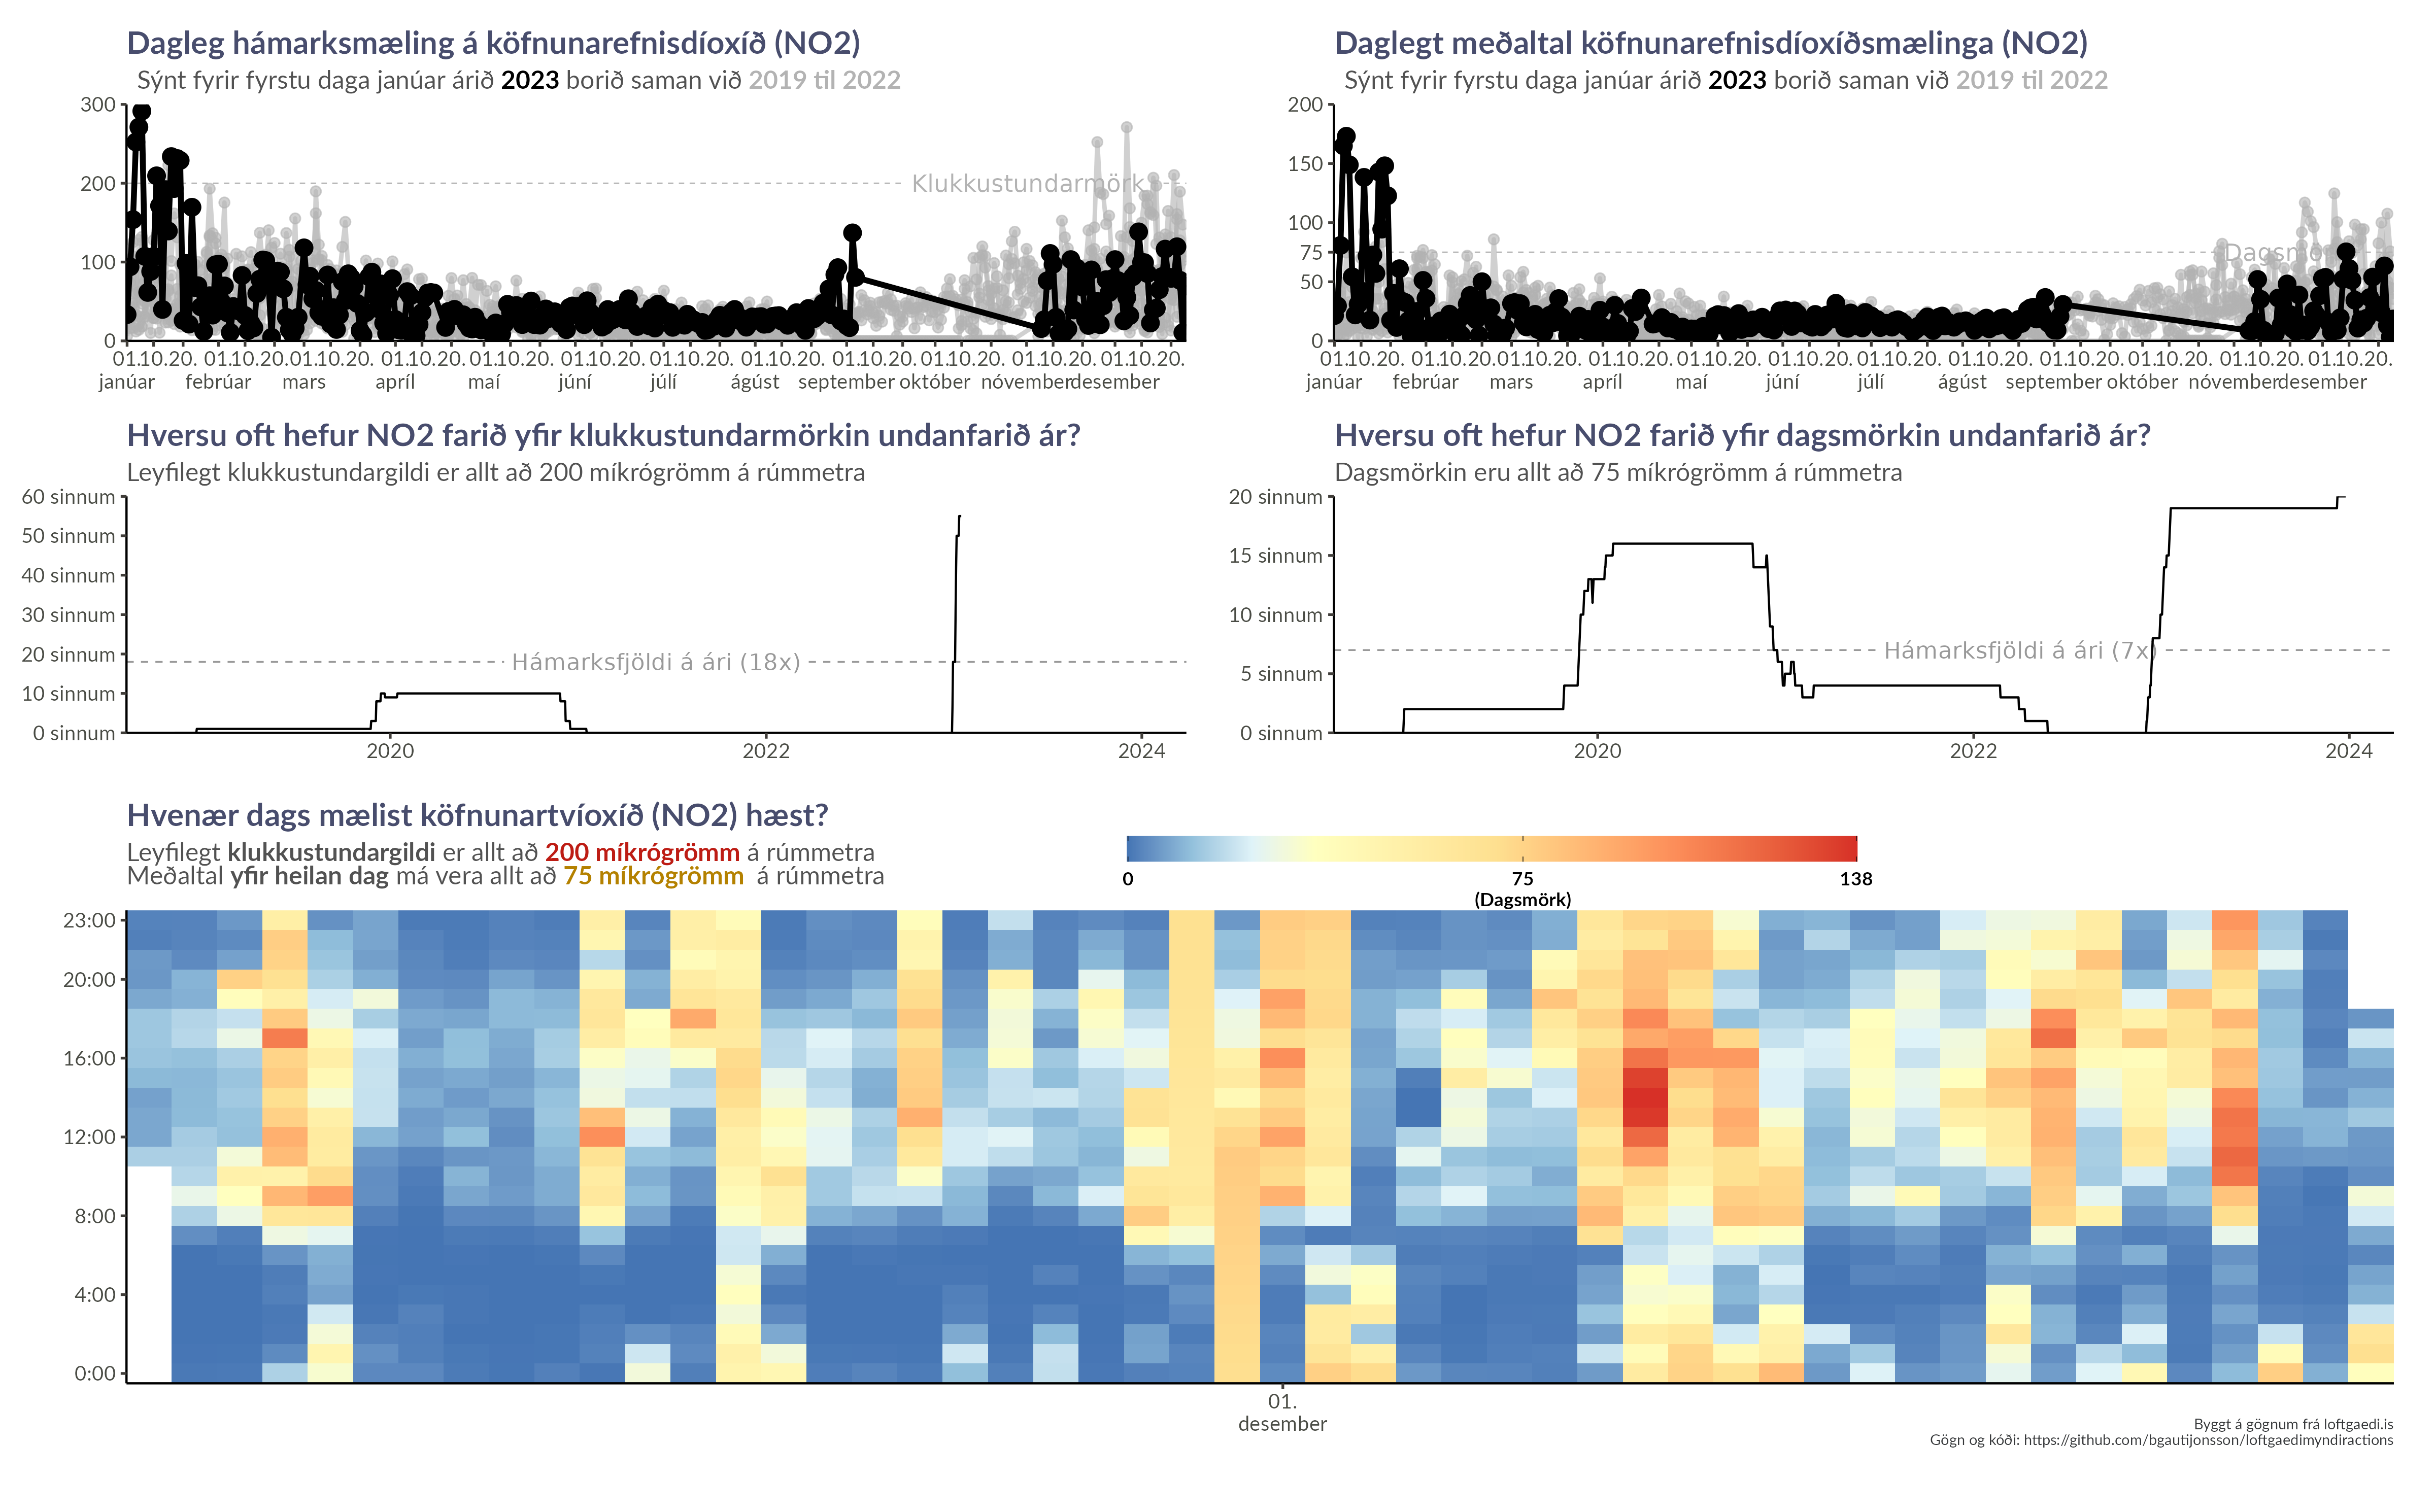 Dagleg hámarksmæling á köfnunarefnisdíoxíð (NO2)
Sýnt fyrir fyrstu daga janúar árið 2023 borið saman við 2019 til 2022
300
200
100
0
Klukkustundarmörk
01.10.20. 01.10.20. 01.10.20. 01.10.20. 01.10.20. 01.10.20. 01.10.20. 01.10.20. 01.10.20. 01.10.20. 01.10.20. 01.10.20.
janúar febrúar mars apríl maí júní júlí ágúst september október nóvember desember
Daglegt meðaltal köfnunarefnisdíoxíðsmælinga (NO2)
Sýnt fyrir fyrstu daga janúar árið 2023 borið saman við 2019 til 2022
200
150
100
75
50
0
Dagsmörk
01.10.20. 01.10.20. 01.10.20. 01.10.20. 01.10.20. 01.10.20. 01.10.20. 01.10.20. 01.10.20. 01.10.20. 01.10.20. 01.10.20.
janúar febrúar mars apríl maí júní júlí ágúst september október nóvember desember
Hversu oft hefur NO2 farið yfir klukkustundarmörkin undanfarið ár?
Leyfilegt klukkustundargildi er allt að 200 míkrógrömm á rúmmetra
60 sinnum
50 sinnum
40 sinnum
30 sinnum
20 sinnum
10 sinnum
0 sinnum
Hámarksfjöldi á ári (18x)
2020 2022 2024
Hversu oft hefur NO2 farið yfir dagsmörkin undanfarið ár?
Dagsmörkin eru allt að 75 míkrógrömm á rúmmetra
20 sinnum
15 sinnum
10 sinnum
5 sinnum
0 sinnum
Hámarksfjöldi á ári (7x)
2020 2022 2024
Hvenær dags mælist köfnunartvíoxíð (NO2) hæst?
Leyfilegt klukkustundargildi er allt að 200 míkrógrömm á rúmmetra
Meðaltal yfir heilan dag má vera allt að 75 míkrógrömm á rúmmetra
0 75 138
(Dagsmörk)
23:00
20:00
16:00
12:00
8:00
4:00
0:00
01.
desember
Byggt á gögnum frá loftgaedi.is
Gögn og kóði: https://github.com/bgautijonsson/loftgaedimyndiractions